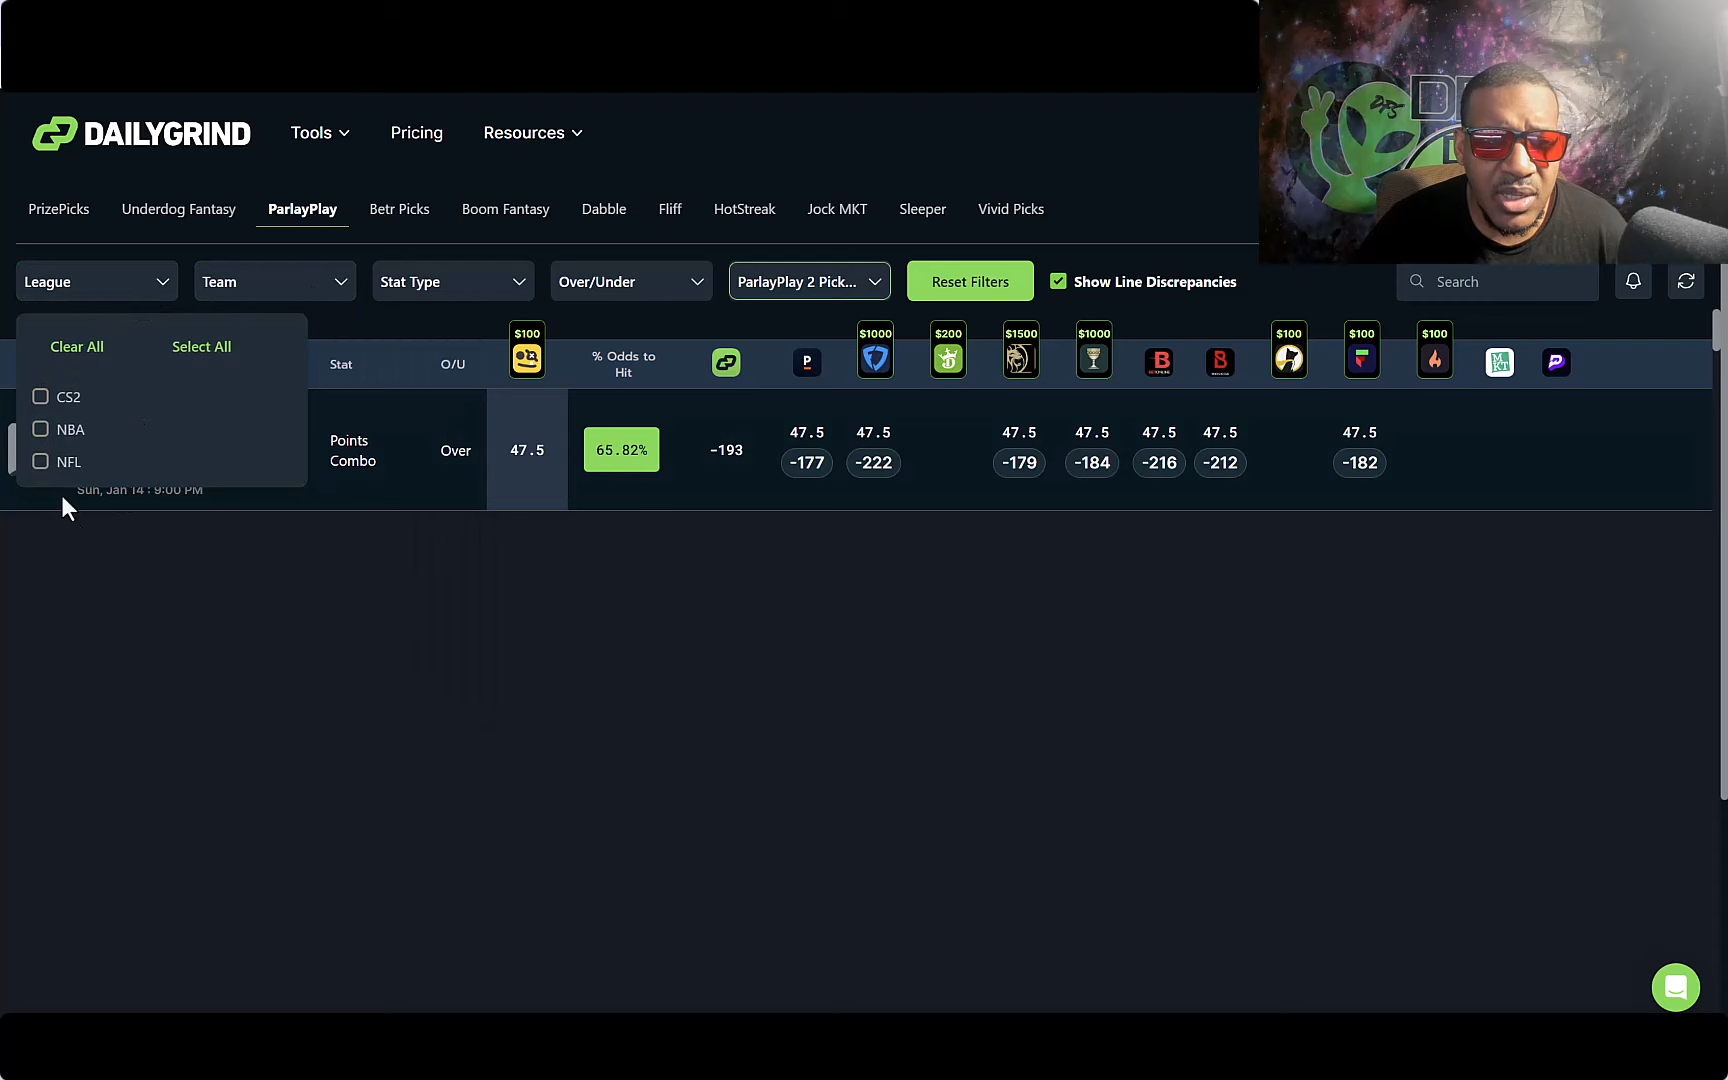 DAILYGRIND
Tools
Pricing
Resources
PrizePicks
Underdog Fantasy
ParlayPlay
Betr Picks
Boom Fantasy
Dabble
Fliff
HotStreak
Jock MKT
Sleeper
Vivid Picks
League
Team
Stat Type
Over/Under
ParlayPlay 2 Pick...
Reset Filters
Show Line Discrepancies
Search
Clear All
Select All
CS2
NBA
NFL
Stat
O/U
$100
% Odds to
Hit
P
$1000
$200
$1500
$1000
B
B
$100
$100
$100
MKT
Points
Combo
Over
47.5
65.82%
-193
47.5
-177
47.5
-222
47.5
-179
47.5
-184
47.5
-216
47.5
-212
47.5
-182
Sun, Jan 14 : 9:00 PM
DFS